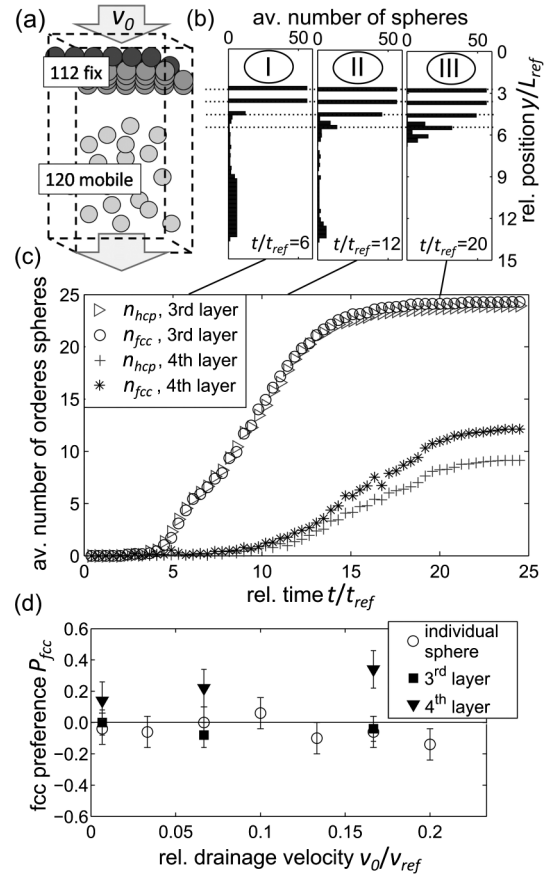 (a)
v0
112 fix
120 mobile
(b)
av. number of spheres
0 50 0 50 0 50
I
II
III
t/tref=6
t/tref=12
t/tref=20
0
3
6
9
12
15
rel. position y/Lref
(c)
25
20
15
10
5
0
av. number of orderes spheres
nhcp, 3rd layer
nfcc, 3rd layer
nhcp, 4th layer
nfcc, 4th layer
0 5 10 15 20 25
rel. time t/tref
(d)
0.6
0.4
0.2
0.0
−0.2
−0.4
−0.6
fcc preference Pfcc
individual
sphere
3rd layer
4th layer
0 0.05 0.1 0.15 0.2
rel. drainage velocity v0/vref